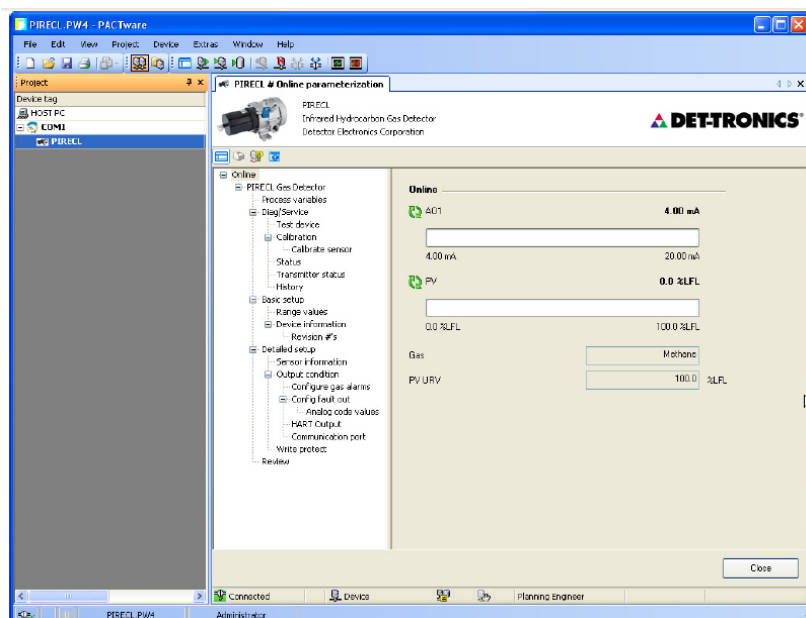 PIRECL.PW4 - PACTware
File Edit View Project Device Extras Window Help
Project
PIRECL # Online parameterization
Device tag
HOST PC
COM1
PIRECL
PIRECL
Infrared Hydrocarbon Gas Detector
Detector Electronics Corporation
DET-TRONICS®
Online
PIRECL Gas Detector
Process variables
Diag/Service
Test device
Calibration
Calibrate sensor
Status
Transmitter status
History
Basic setup
Range values
Device information
Revision #'s
Detailed setup
Sensor information
Output condition
Configure gas alarms
Config fault out
Analog code values
HART Output
Communication port
Write protect
Review
Online
AO1 4.00 mA
4.00 mA 20.00 mA
PV 0.0 %LFL
0.0 %LFL 100.0 %LFL
Gas Methane
PV URV 100.0 %LFL
Close
Connected Device Planning Engineer
PIRECL.PW4 Administrator